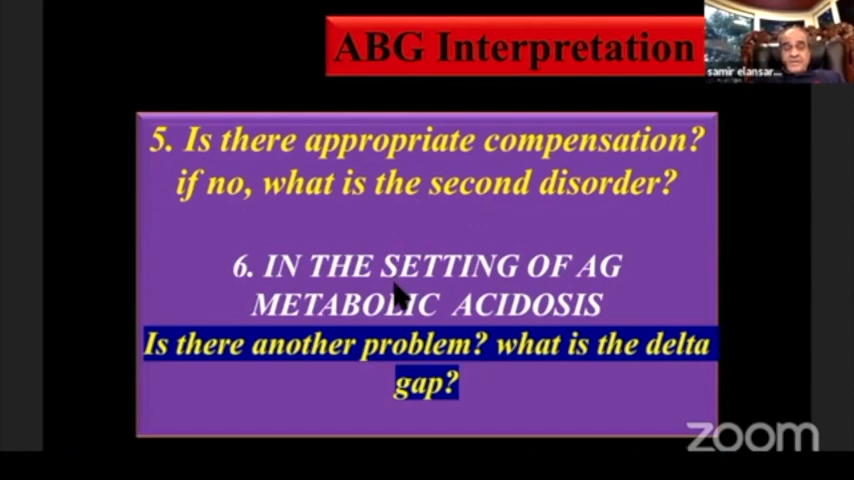 ABG Interpretation
samir elansar...
5. Is there appropriate compensation?
if no, what is the second disorder?
6. IN THE SETTING OF AG
METABOLIC ACIDOSIS
Is there another problem? what is the delta
gap?
zoom